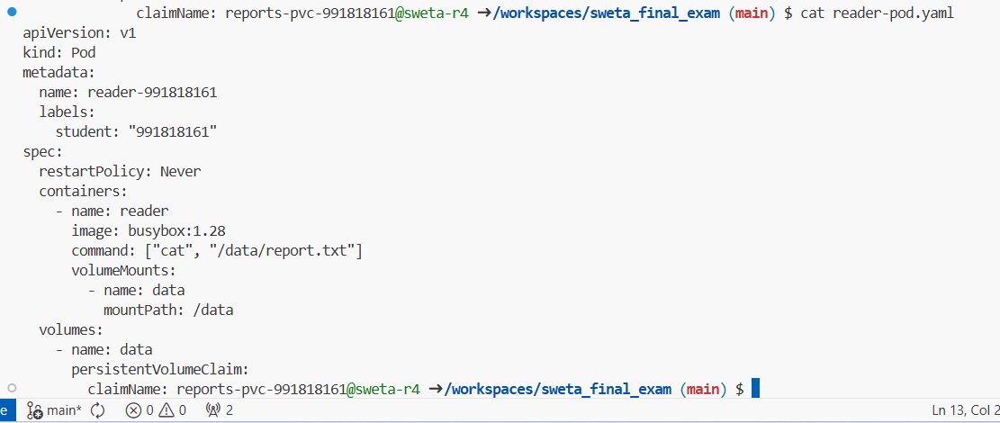 claimName: reports-pvc-991818161@sweta-r4 ➜/workspaces/sweta_final_exam (main) $ cat reader-pod.yaml
apiVersion: v1
kind: Pod
metadata:
  name: reader-991818161
  labels:
    student: "991818161"
spec:
  restartPolicy: Never
  containers:
    - name: reader
      image: busybox:1.28
      command: ["cat", "/data/report.txt"]
      volumeMounts:
        - name: data
          mountPath: /data
  volumes:
    - name: data
      persistentVolumeClaim:
        claimName: reports-pvc-991818161@sweta-r4 ➜/workspaces/sweta_final_exam (main) $
e main* 0 0 2 Ln 13, Col 2